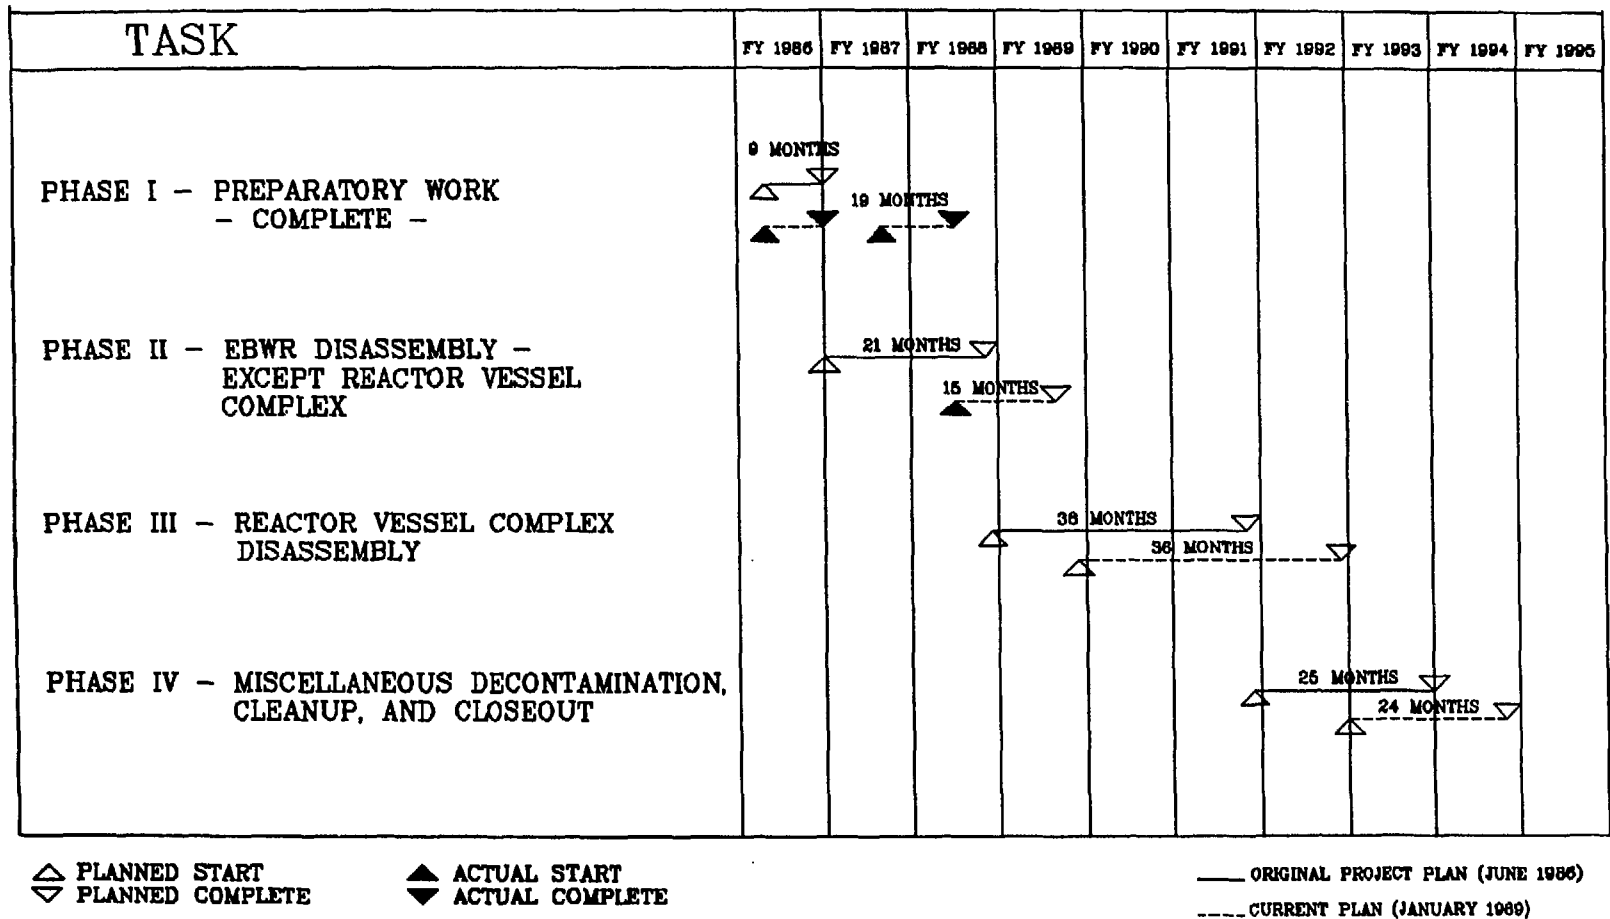 TASK
FY 1986 FY 1987 FY 1988 FY 1989 FY 1990 FY 1991 FY 1992 FY 1993 FY 1994 FY 1995
9 MONTHS
PHASE I – PREPARATORY WORK
– COMPLETE –
19 MONTHS
PHASE II – EBWR DISASSEMBLY –
EXCEPT REACTOR VESSEL
COMPLEX
21 MONTHS
15 MONTHS
PHASE III – REACTOR VESSEL COMPLEX
DISASSEMBLY
MONTHS
36 MONTHS
PHASE IV – MISCELLANEOUS DECONTAMINATION,
CLEANUP, AND CLOSEOUT
25 MONTHS
24 MONTHS
PLANNED START
PLANNED COMPLETE
ACTUAL START
ACTUAL COMPLETE
ORIGINAL PROJECT PLAN (JUNE 1986)
CURRENT PLAN (JANUARY 1989)